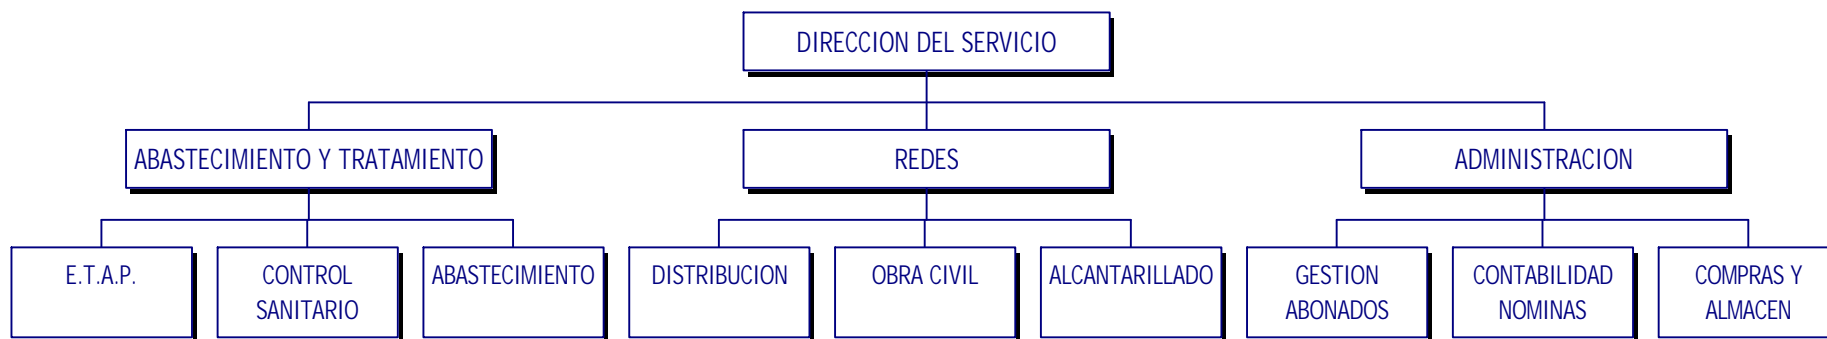 DIRECCION DEL SERVICIO
ABASTECIMIENTO Y TRATAMIENTO
REDES
ADMINISTRACION
E.T.A.P.
CONTROL
SANITARIO
ABASTECIMIENTO
DISTRIBUCION
OBRA CIVIL
ALCANTARILLADO
GESTION
ABONADOS
CONTABILIDAD
NOMINAS
COMPRAS Y
ALMACEN